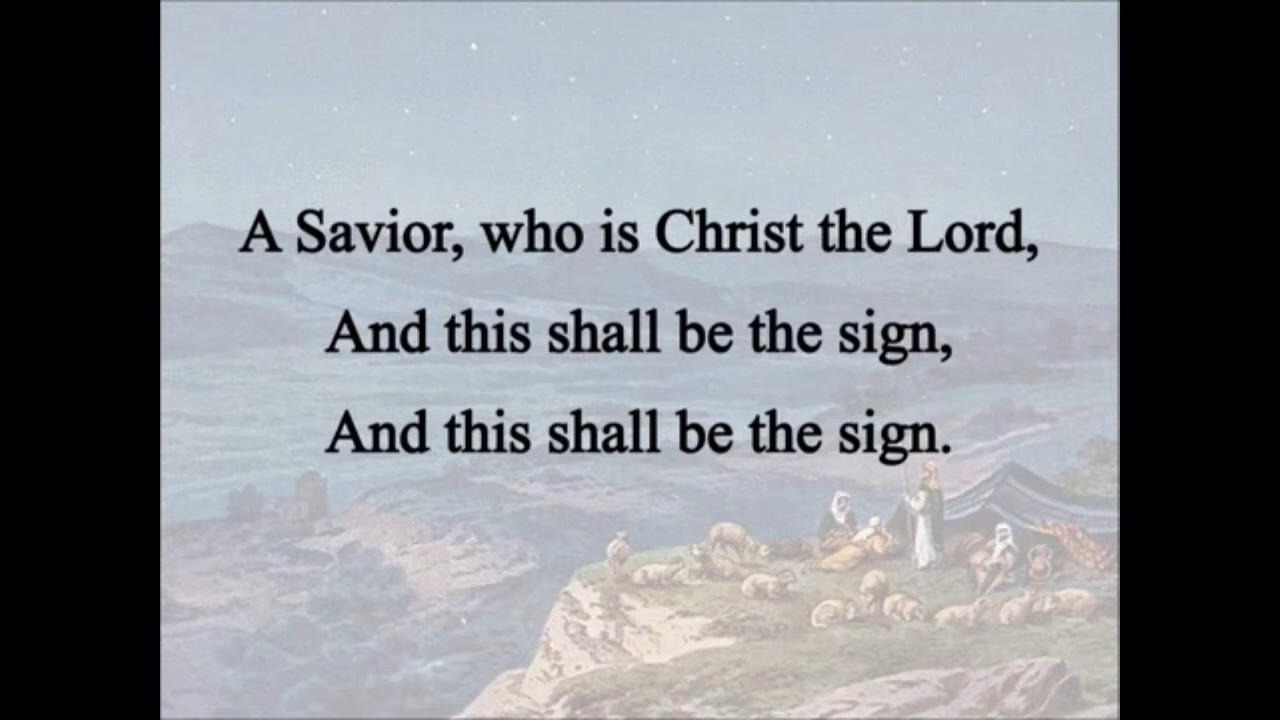 A Savior, who is Christ the Lord,
And this shall be the sign,
And this shall be the sign.